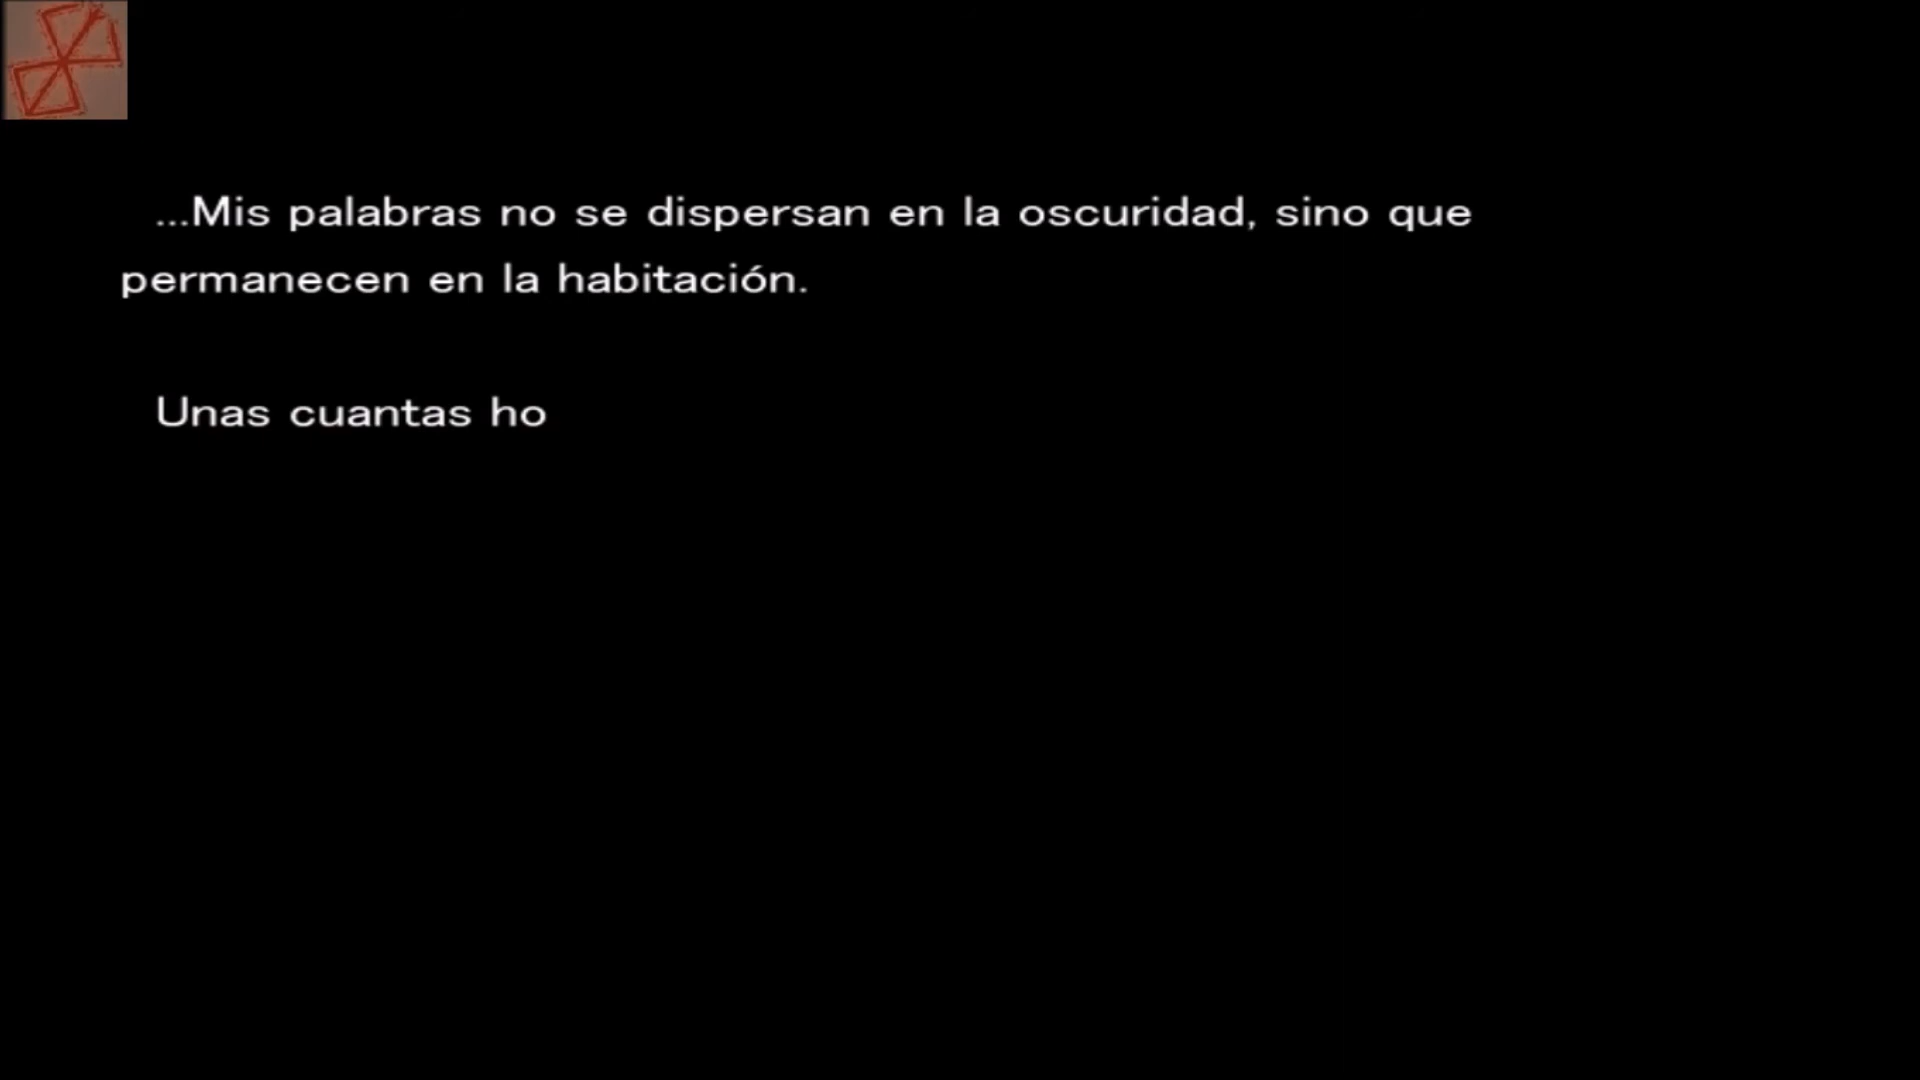 ...Mis palabras no se dispersan en la oscuridad, sino que
permanecen en la habitación.
Unas cuantas ho